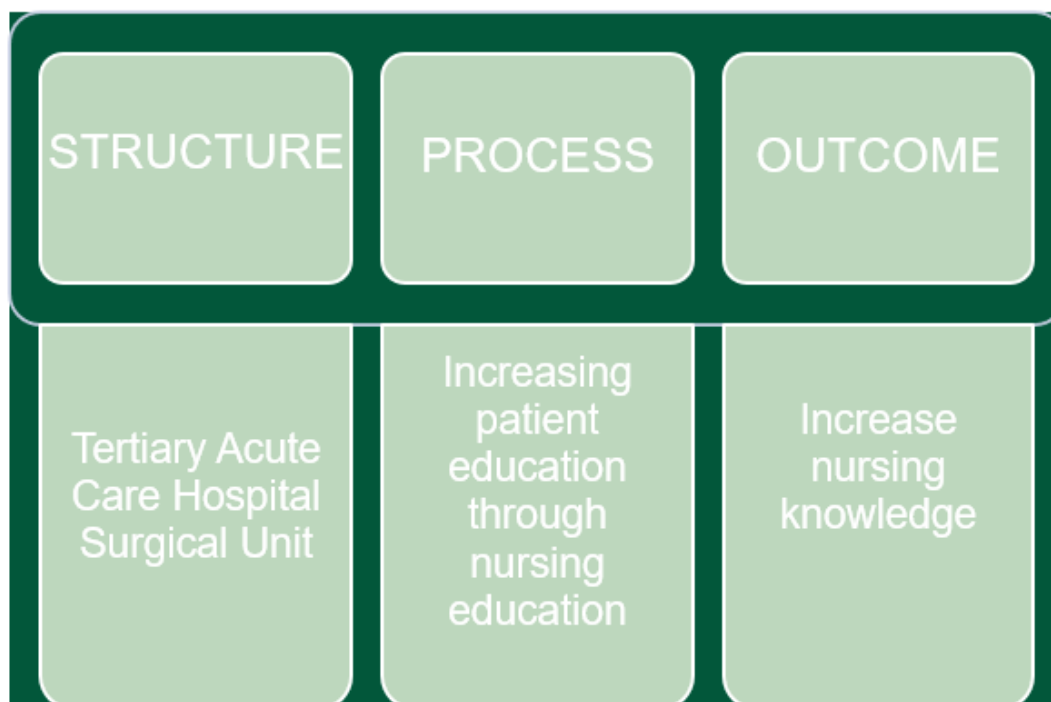 STRUCTURE
PROCESS
OUTCOME
Tertiary Acute
Care Hospital
Surgical Unit
Increasing
patient
education
through
nursing
education
Increase
nursing
knowledge